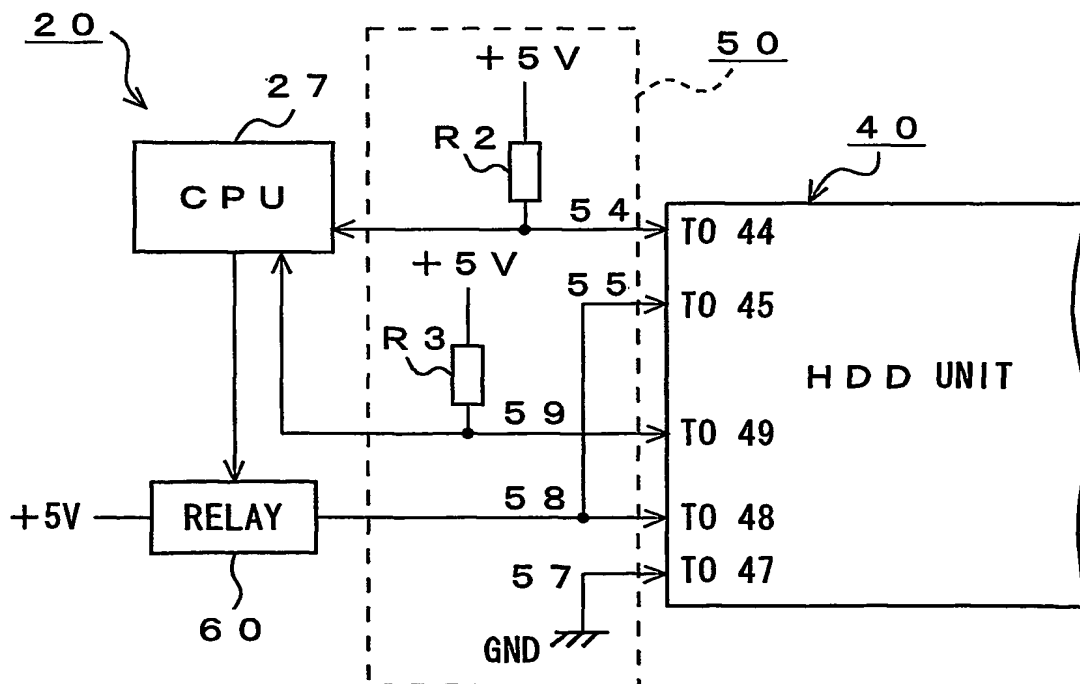 20
27
+5V
50
R2
40
CPU
54
TO 44
+5V
55
TO 45
R3
HDD UNIT
59
TO 49
+5V
RELAY
58
TO 48
57
TO 47
60
GND